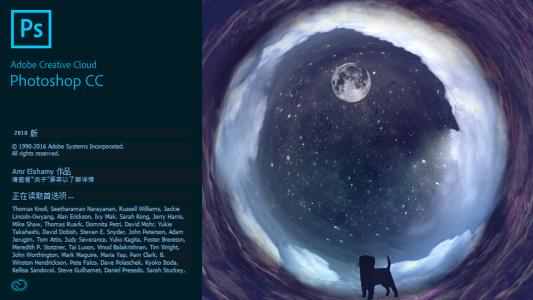 Ps
Adobe Creative Cloud
Photoshop CC
2018 版
© 1990-2016 Adobe Systems Incorporated.
All rights reserved.
Amr Elshamy 作品
请查看"关于"屏幕以了解详情
正在读取首选项...
Thomas Knoll, Seetharaman Narayanan, Russell Williams, Jackie
Lincoln-Owyang, Alan Erickson, Ivy Mak, Sarah Kong, Jerry Harris,
Mike Shaw, Thomas Ruark, Domnita Petri, David Mohr, Yukie
Takahashi, David Dobish, Steven E. Snyder, John Peterson, Adam
Jerugim, Tom Attix, Judy Severance, Yuko Kagita, Foster Brereton,
Meredith P. Stotzner, Tai Luxon, Vinod Balakrishnan, Tim Wright,
John Worthington, Mark Maguire, Maria Yap, Pam Clark, B.
Winston Hendrickson, Pete Falco, Dave Polaschek, Kyoko Itoda,
Kellisa Sandoval, Steve Guilhamet, Daniel Presedo, Sarah Stuckey,